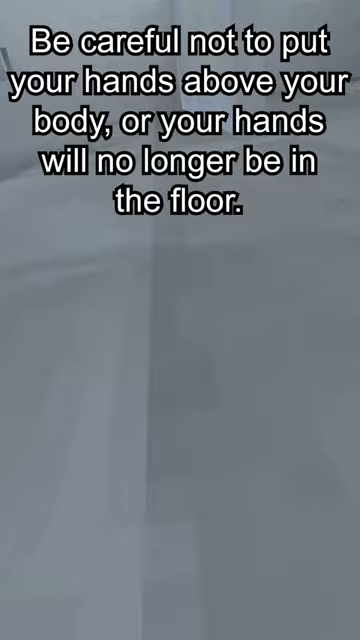 Be careful not to put
your hands above your
body, or your hands
will no longer be in
the floor.